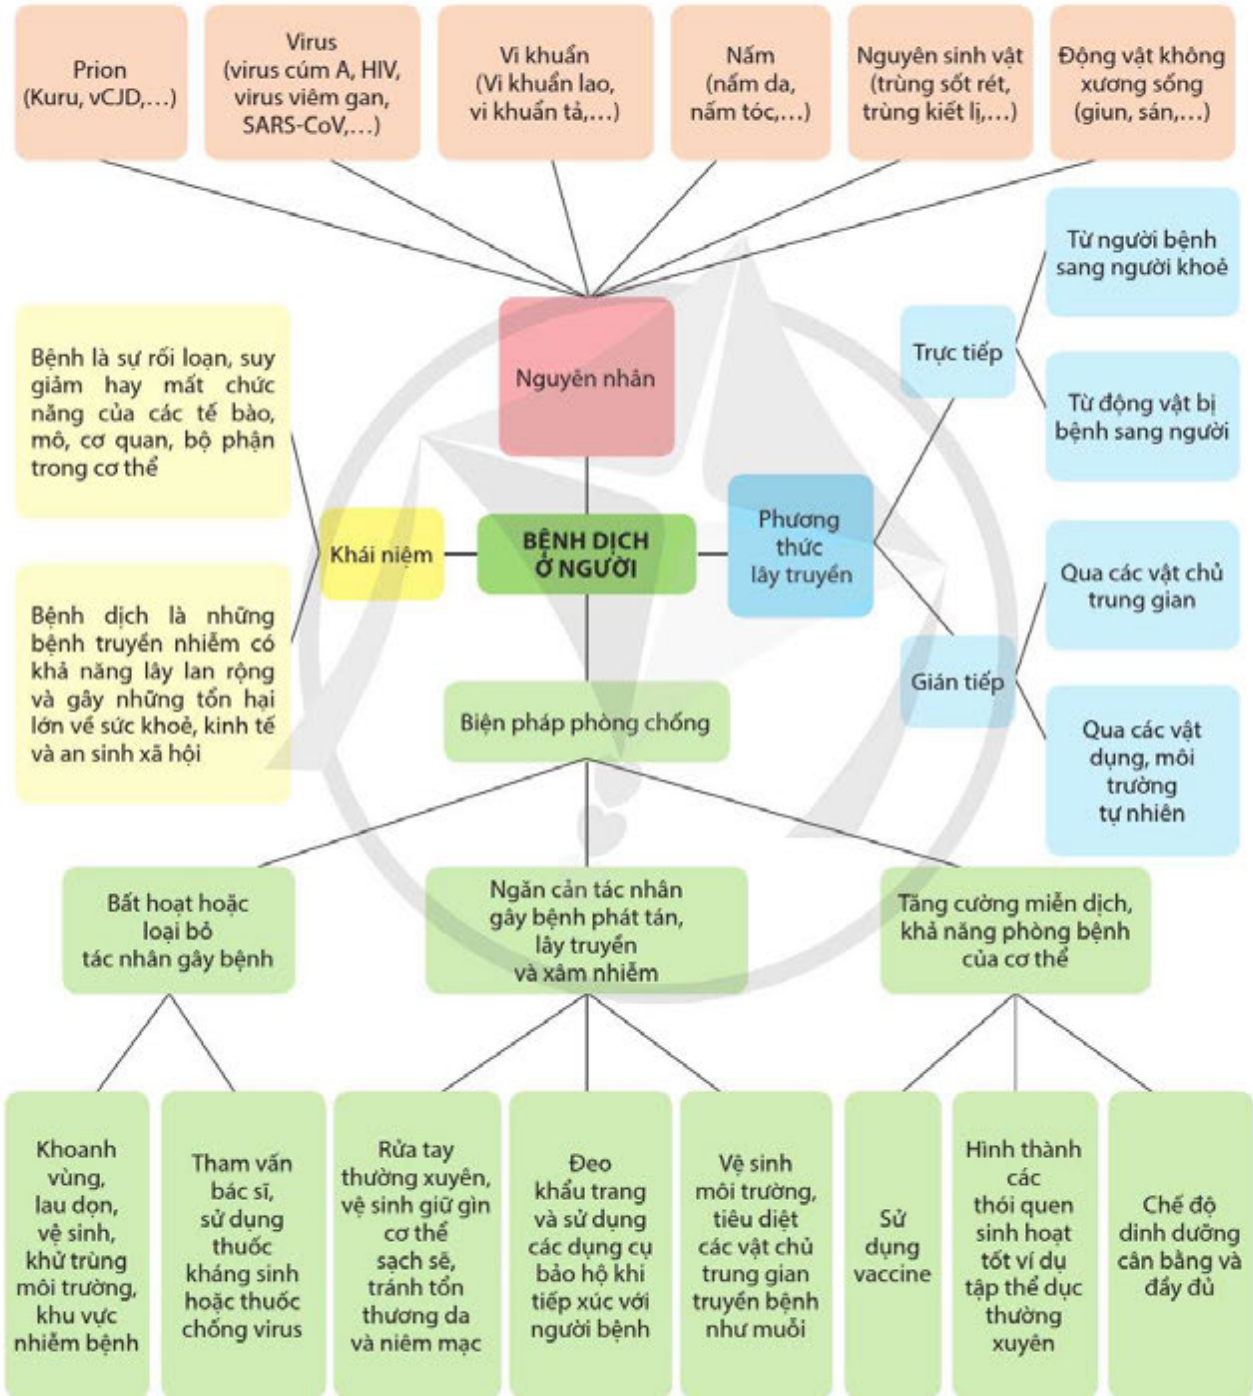 Prion
(Kuru, vCJD,...)
Virus
(virus cúm A, HIV,
virus viêm gan,
SARS-CoV,...)
Vi khuẩn
(Vi khuẩn lao,
vi khuẩn tả,...)
Nấm
(nấm da,
nấm tóc,...)
Nguyên sinh vật
(trùng sốt rét,
trùng kiết lị,...)
Động vật không
xương sống
(giun, sán,...)
Nguyên nhân
Bệnh là sự rối loạn, suy
giảm hay mất chức
năng của các tế bào,
mô, cơ quan, bộ phận
trong cơ thể
Bệnh dịch là những
bệnh truyền nhiễm có
khả năng lây lan rộng
và gây những tổn hại
lớn về sức khoẻ, kinh tế
và an sinh xã hội
Khái niệm
BỆNH DỊCH
Ở NGƯỜI
Phương
thức
lây truyền
Trực tiếp
Từ người bệnh
sang người khoẻ
Từ động vật bị
bệnh sang người
Gián tiếp
Qua các vật chủ
trung gian
Qua các vật
dụng, môi
trường
tự nhiên
Biện pháp phòng chống
Bất hoạt hoặc
loại bỏ
tác nhân gây bệnh
Ngăn cản tác nhân
gây bệnh phát tán,
lây truyền
và xâm nhiễm
Tăng cường miễn dịch,
khả năng phòng bệnh
của cơ thể
Khoanh
vùng,
lau dọn,
vệ sinh,
khử trùng
môi trường,
khu vực
nhiễm bệnh
Tham vấn
bác sĩ,
sử dụng
thuốc
kháng sinh
hoặc thuốc
chống virus
Rửa tay
thường xuyên,
vệ sinh giữ gìn
cơ thể
sạch sẽ,
tránh tổn
thương da
và niêm mạc
Đeo
khẩu trang
và sử dụng
các dụng cụ
bảo hộ khi
tiếp xúc với
người bệnh
Vệ sinh
môi trường,
tiêu diệt
các vật chủ
trung gian
truyền bệnh
như muỗi
Sử
dụng
vaccine
Hình thành
các
thói quen
sinh hoạt
tốt ví dụ
tập thể dục
thường
xuyên
Chế độ
dinh dưỡng
cân bằng và
đầy đủ